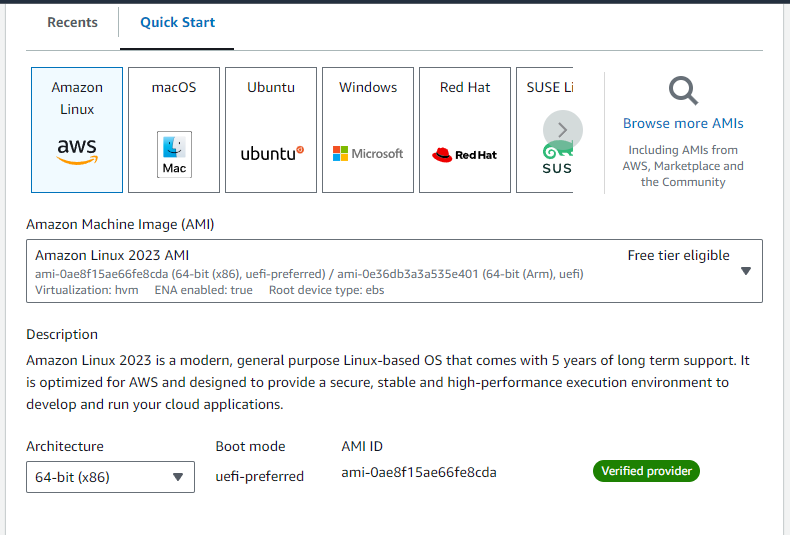 Recents
Quick Start
Amazon
Linux
aws
macOS
Mac
Ubuntu
ubuntu
Windows
Microsoft
Red Hat
Red Hat
SUSE Li
SUS
Browse more AMIs
Including AMIs from
AWS, Marketplace and
the Community
Amazon Machine Image (AMI)
Amazon Linux 2023 AMI
Free tier eligible
ami-0ae8f15ae66fe8cda (64-bit (x86), uefi-preferred) / ami-0e36db3a3a535e401 (64-bit (Arm), uefi)
Virtualization: hvm ENA enabled: true Root device type: ebs
Description
Amazon Linux 2023 is a modern, general purpose Linux-based OS that comes with 5 years of long term support. It
is optimized for AWS and designed to provide a secure, stable and high-performance execution environment to
develop and run your cloud applications.
Architecture
64-bit (x86)
Boot mode
uefi-preferred
AMI ID
ami-0ae8f15ae66fe8cda
Verified provider